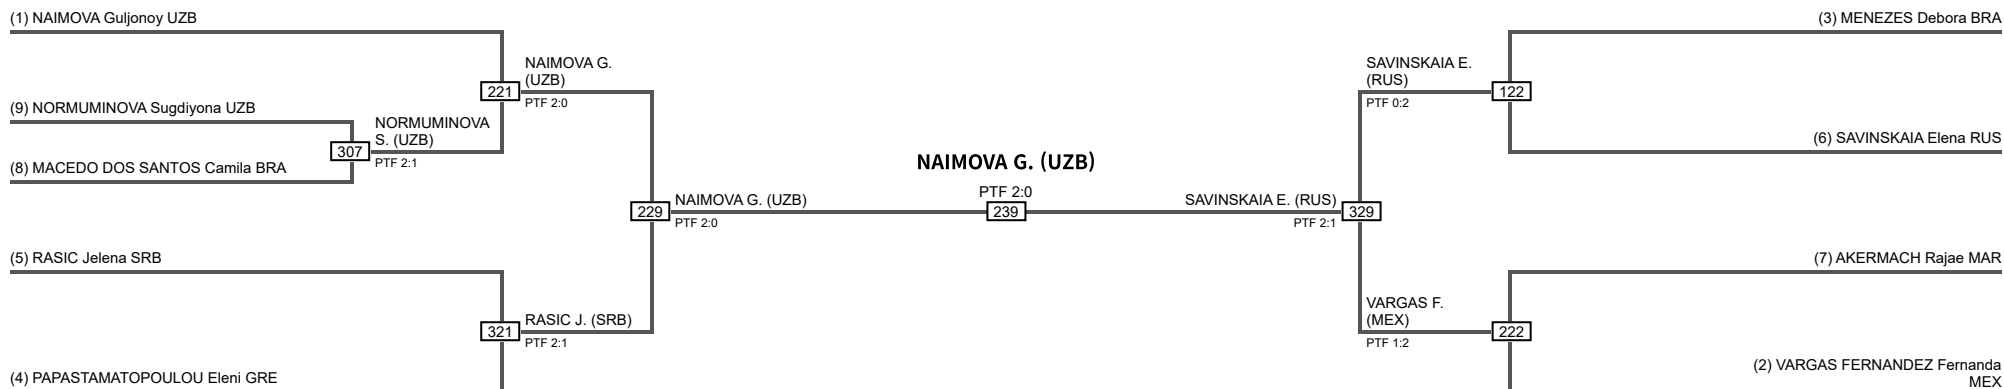 (1) NAIMOVA Guljonoy UZB
(9) NORMUMINOVA Sugdiyona UZB
(8) MACEDO DOS SANTOS Camila BRA
307
NORMUMINOVA
S. (UZB)
PTF 2:1
221
NAIMOVA G.
(UZB)
PTF 2:0
(5) RASIC Jelena SRB
(4) PAPASTAMATOPOULOU Eleni GRE
321
RASIC J. (SRB)
PTF 2:1
229
NAIMOVA G. (UZB)
PTF 2:0
NAIMOVA G. (UZB)
PTF 2:0
239
SAVINSKAIA E. (RUS)
PTF 2:1
329
SAVINSKAIA E.
(RUS)
PTF 0:2
122
(3) MENEZES Debora BRA
(6) SAVINSKAIA Elena RUS
VARGAS F.
(MEX)
PTF 1:2
222
(7) AKERMACH Rajae MAR
(2) VARGAS FERNANDEZ Fernanda
MEX